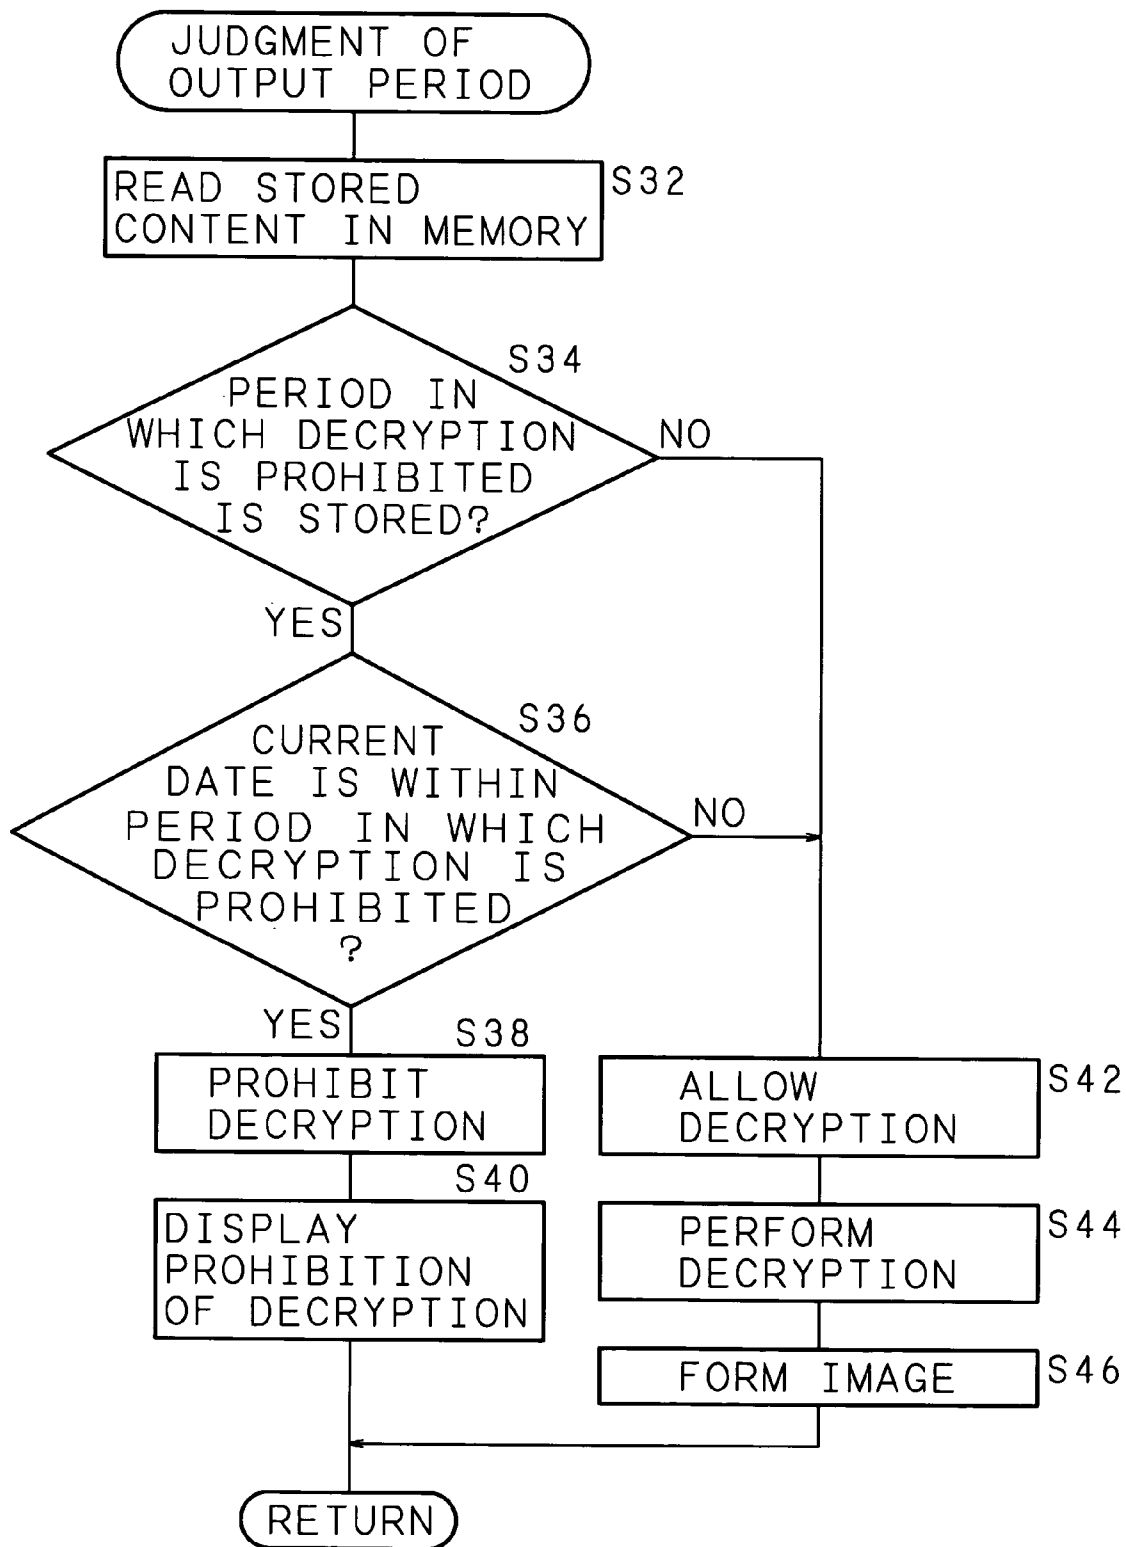 JUDGMENT OF
OUTPUT PERIOD
READ STORED
CONTENT IN MEMORY
S32
S34
PERIOD IN
WHICH DECRYPTION
IS PROHIBITED
IS STORED?
NO
YES
S36
CURRENT
DATE IS WITHIN
PERIOD IN WHICH
DECRYPTION IS
PROHIBITED
?
NO
YES
S38
PROHIBIT
DECRYPTION
S40
DISPLAY
PROHIBITION
OF DECRYPTION
ALLOW
DECRYPTION
S42
PERFORM
DECRYPTION
S44
FORM IMAGE
S46
RETURN